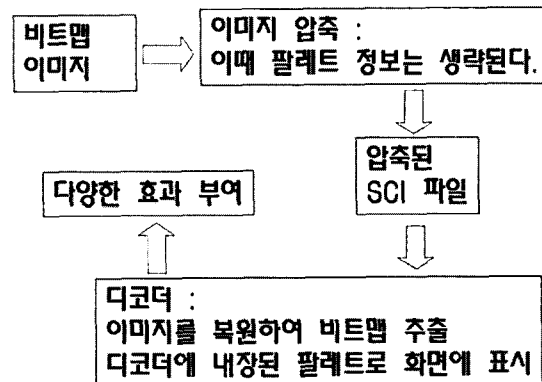 비트맵
이미지
이미지 압축 :
이때 팔레트 정보는 생략된다.
압축된
SCI 파일
다양한 효과 부여
디코더 :
이미지를 복원하여 비트맵 추출
디코더에 내장된 팔레트로 화면에 표시